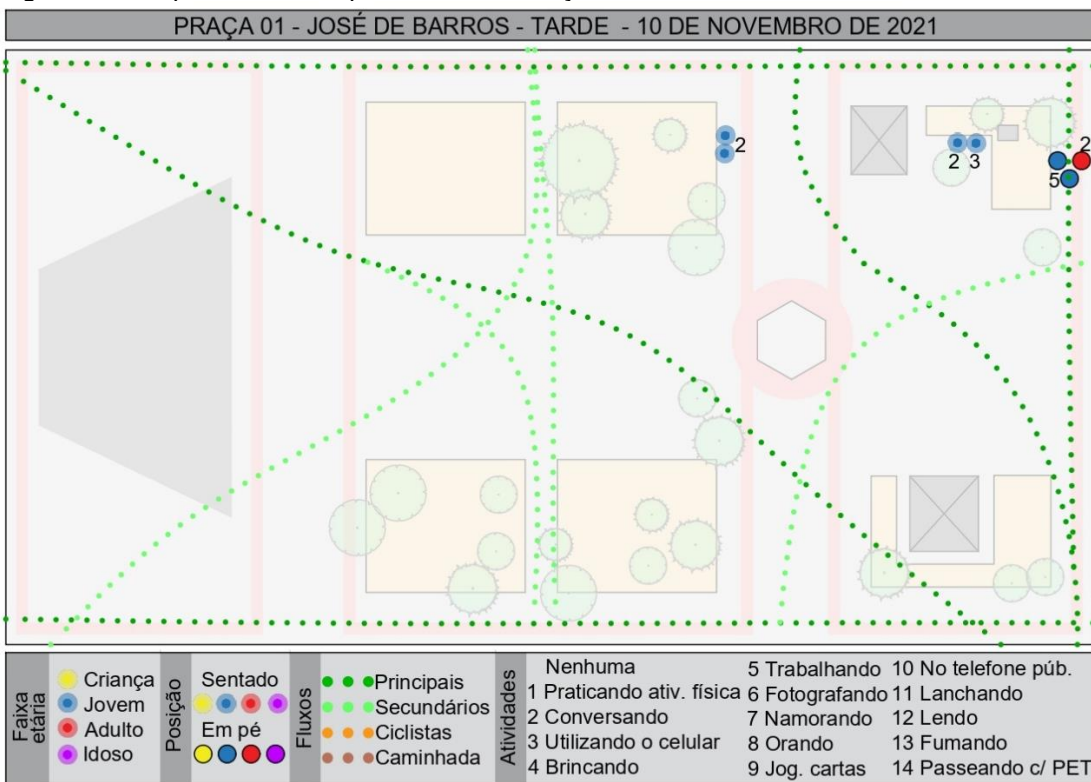 PRAÇA 01 - JOSÉ DE BARROS - TARDE - 10 DE NOVEMBRO DE 2021
2
2 3
2
5
Faixa etária
Criança
Jovem
Adulto
Idoso
Posição
Sentado
Em pé
Fluxos
Principais
Secundários
Ciclistas
Caminhada
Atividades
Nenhuma
1 Praticando ativ. física
2 Conversando
3 Utilizando o celular
4 Brincando
5 Trabalhando
6 Fotografando
7 Namorando
8 Orando
9 Jog. cartas
10 No telefone púb.
11 Lanchando
12 Lendo
13 Fumando
14 Passeando c/ PET